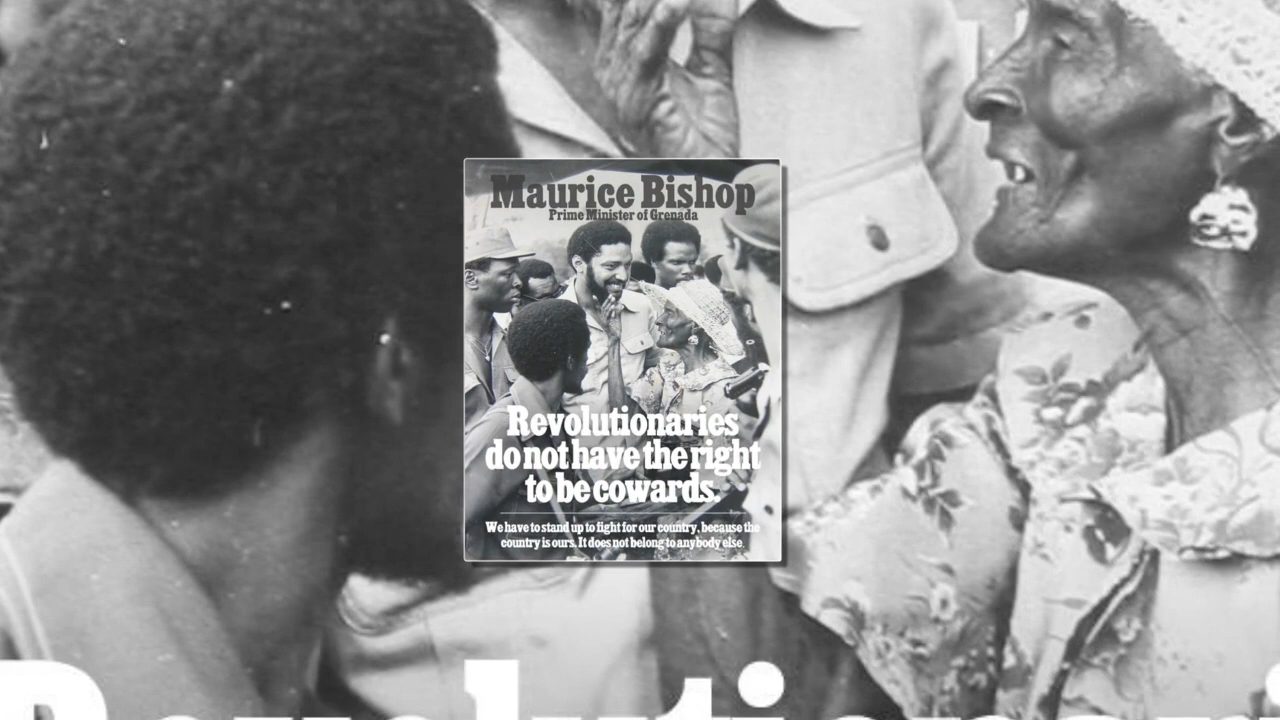 Maurice Bishop
Prime Minister of Grenada
Revolutionaries
do not have the right
to be cowards.
We have to stand up to fight for our country, because the
country is ours. It does not belong to anybody else.
Revolutionari